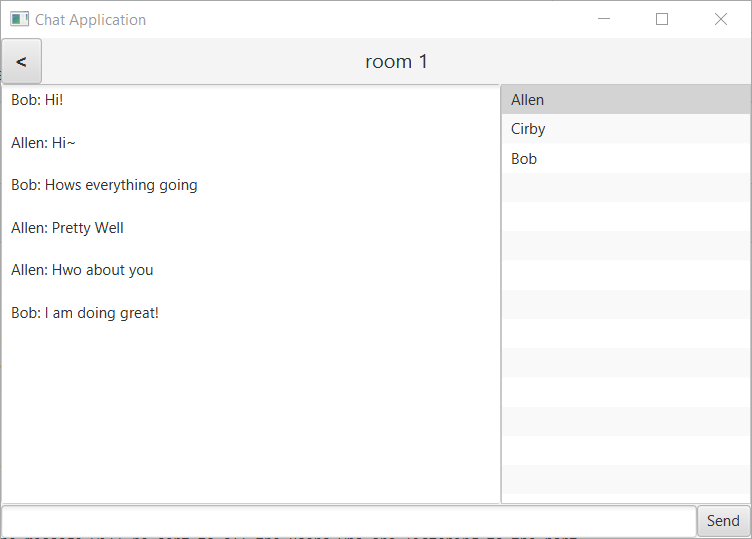 Chat Application
<
room 1
Bob: Hi!
Allen: Hi~
Bob: Hows everything going
Allen: Pretty Well
Allen: Hwo about you
Bob: I am doing great!
Allen
Cirby
Bob
Send